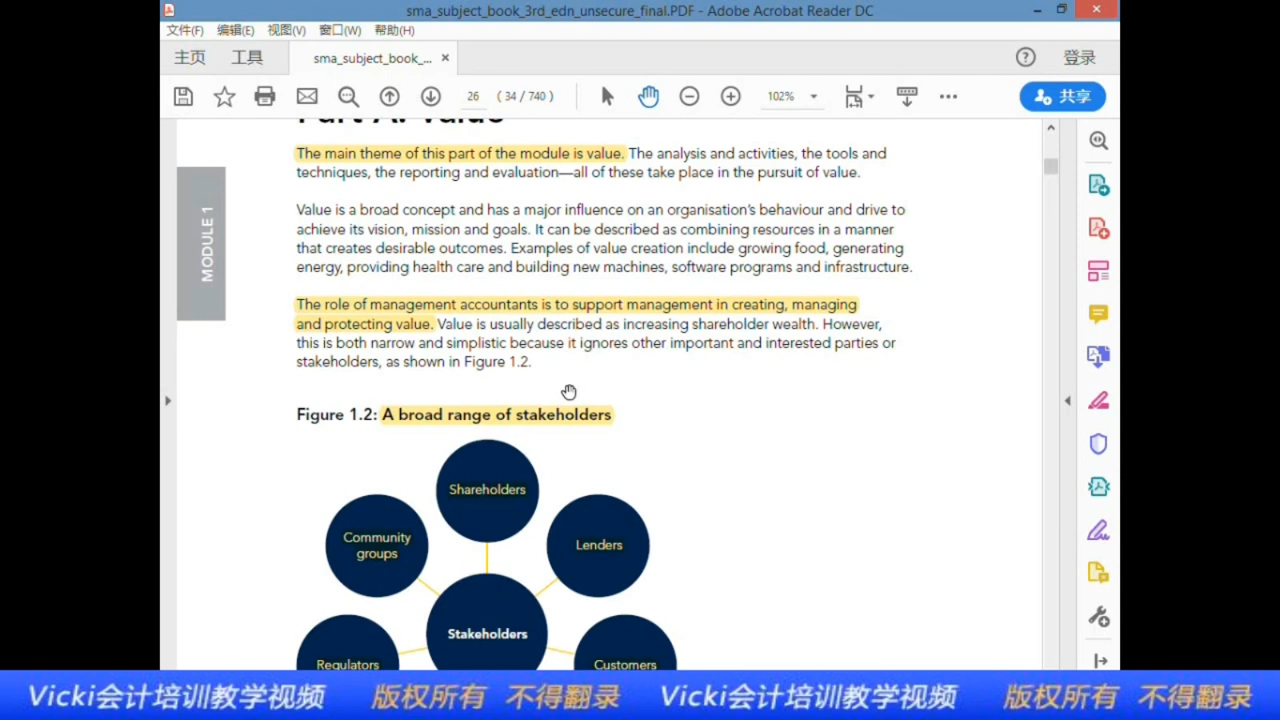 sma_subject_book_3rd_edn_unsecure_final.PDF - Adobe Acrobat Reader DC
文件(F) 编辑(E) 视图(V) 窗口(W) 帮助(H)
主页 工具 sma_subject_book_... × 登录
26 (34 / 740) 102% 共享
Part A: Value
The main theme of this part of the module is value. The analysis and activities, the tools and
techniques, the reporting and evaluation—all of these take place in the pursuit of value.
Value is a broad concept and has a major influence on an organisation's behaviour and drive to
achieve its vision, mission and goals. It can be described as combining resources in a manner
that creates desirable outcomes. Examples of value creation include growing food, generating
energy, providing health care and building new machines, software programs and infrastructure.
MODULE 1
The role of management accountants is to support management in creating, managing
and protecting value. Value is usually described as increasing shareholder wealth. However,
this is both narrow and simplistic because it ignores other important and interested parties or
stakeholders, as shown in Figure 1.2.
Figure 1.2: A broad range of stakeholders
Shareholders
Community
groups
Lenders
Stakeholders
Regulators
Customers
Vicki会计培训教学视频 版权所有 不得翻录 Vicki会计培训教学视频 版权所有 不得翻录